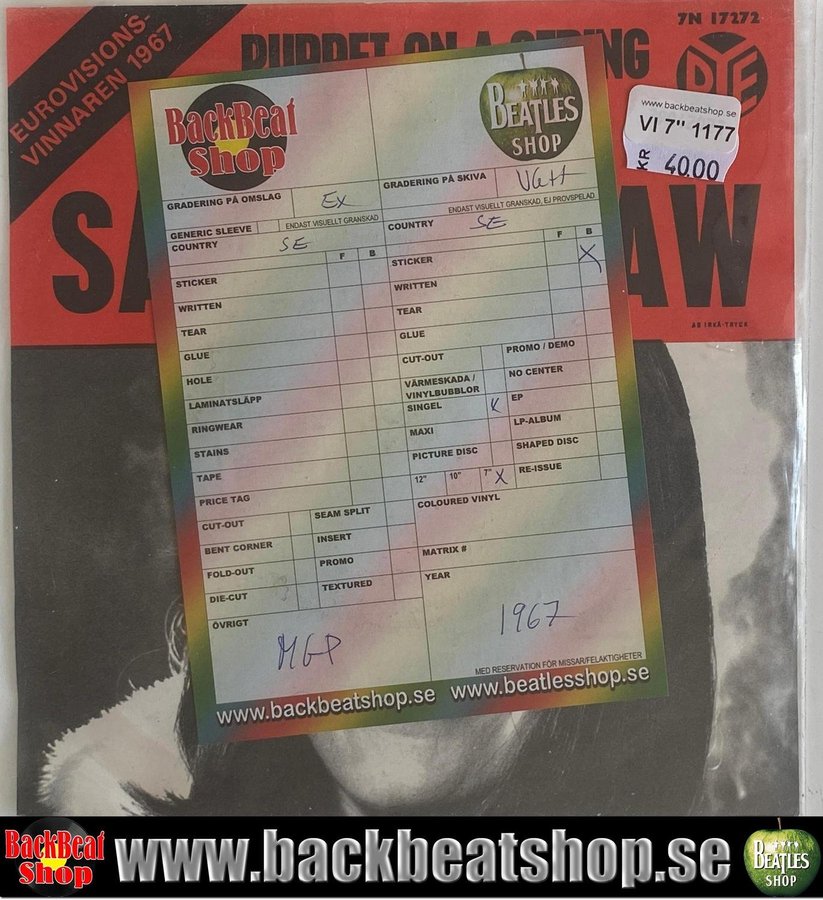 EUROVISIONS-
VINNAREN 1967
7N 17272
PUPPET ON A STRING
PYE
SA AW
AB IRKÅ-TRYCK
www.backbeatshop.se
VI 7" 1177
KR 4000
BackBeat
Shop
BEATLES
SHOP
GRADERING PÅ OMSLAG EX
GRADERING PÅ SKIVA VG++
GENERIC SLEEVE ENDAST VISUELLT GRANSKAD
ENDAST VISUELLT GRANSKAD, EJ PROVSPELAD
COUNTRY SE
F B
STICKER
WRITTEN
TEAR
GLUE
HOLE
LAMINATSLÄPP
RINGWEAR
STAINS
TAPE
PRICE TAG
CUT-OUT SEAM SPLIT
BENT CORNER INSERT
FOLD-OUT PROMO
DIE-CUT TEXTURED
ÖVRIGT
MGP
COUNTRY SE
F B
STICKER X
WRITTEN
TEAR
GLUE
CUT-OUT PROMO / DEMO
VÄRMESKADA /
VINYLBUBBLOR NO CENTER
SINGEL X EP
MAXI LP-ALBUM
PICTURE DISC SHAPED DISC
12" 10" 7" X RE-ISSUE
COLOURED VINYL
MATRIX #
YEAR
1967
MED RESERVATION FÖR MISSAR/FELAKTIGHETER
www.backbeatshop.se www.beatlesshop.se
BackBeat
Shop
www.backbeatshop.se
BEATLES
SHOP